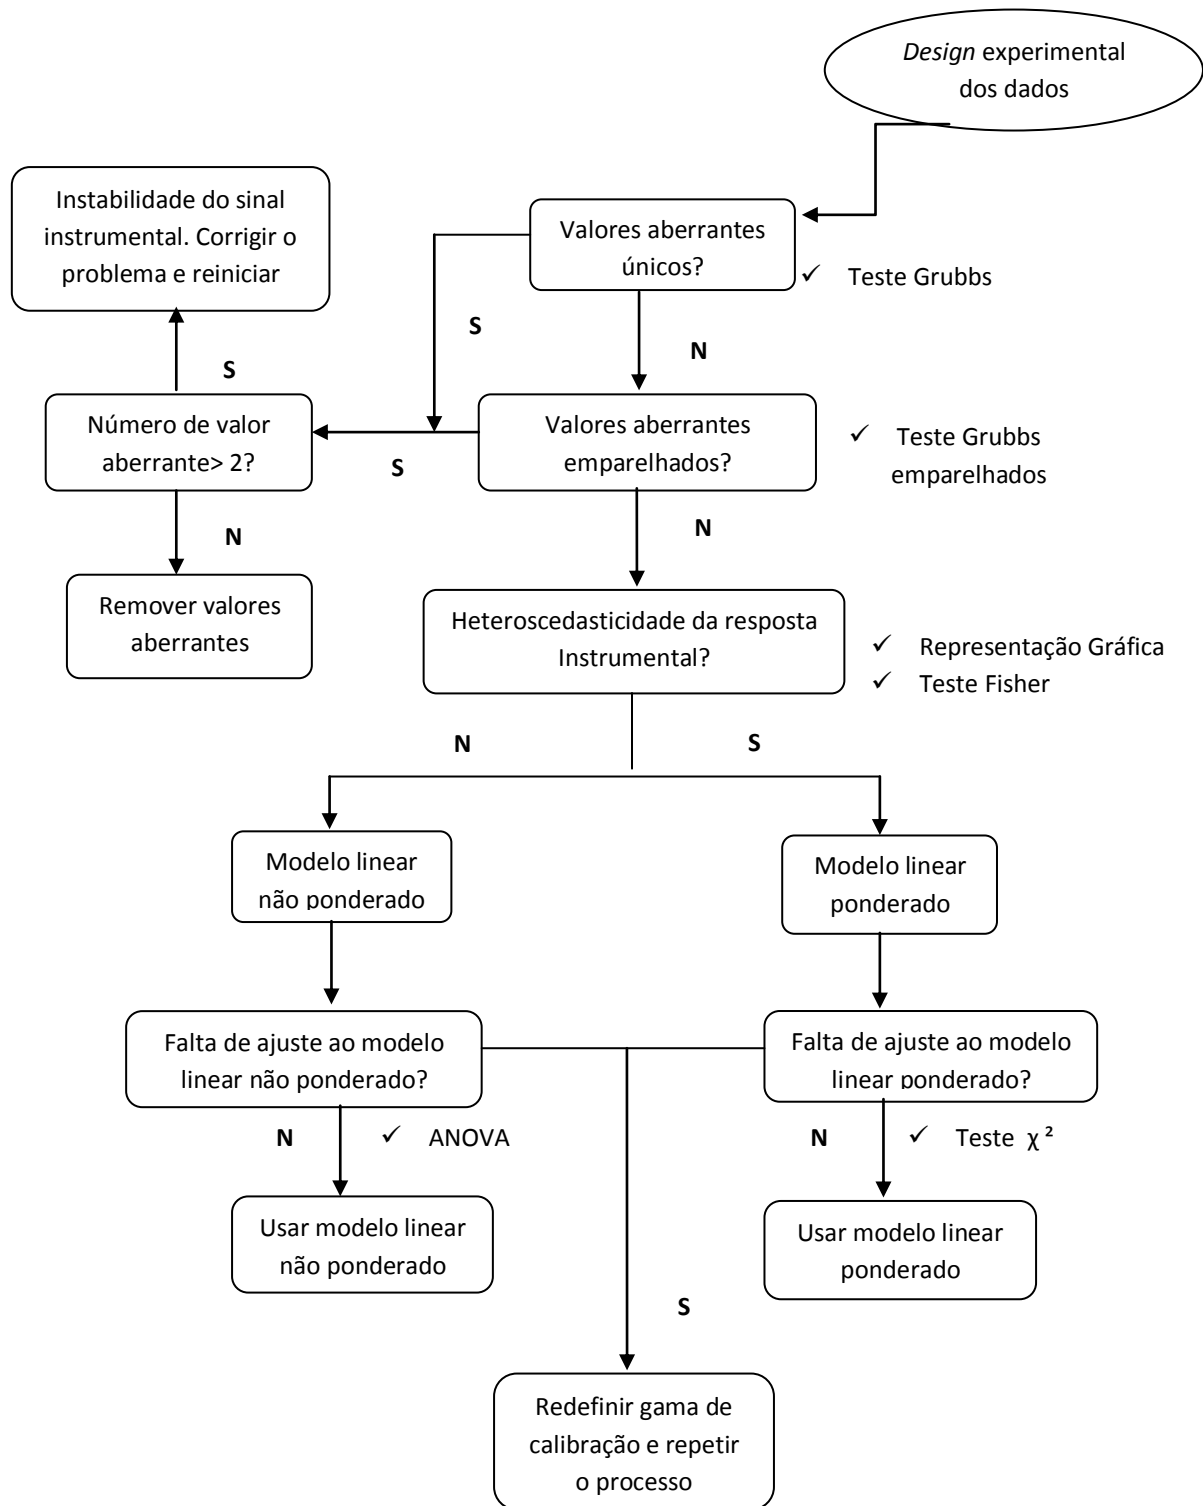 Design experimental
dos dados
Instabilidade do sinal
instrumental. Corrigir o
problema e reiniciar
Valores aberrantes
únicos?
✓ Teste Grubbs
S
N
S
Número de valor
aberrante> 2?
Valores aberrantes
emparelhados?
✓ Teste Grubbs
emparelhados
S
N
N
Remover valores
aberrantes
Heteroscedasticidade da resposta
Instrumental?
✓ Representação Gráfica
✓ Teste Fisher
N
S
Modelo linear
não ponderado
Modelo linear
ponderado
Falta de ajuste ao modelo
linear não ponderado?
Falta de ajuste ao modelo
linear ponderado?
N ✓ ANOVA
N ✓ Teste χ ²
Usar modelo linear
não ponderado
Usar modelo linear
ponderado
S
Redefinir gama de
calibração e repetir
o processo